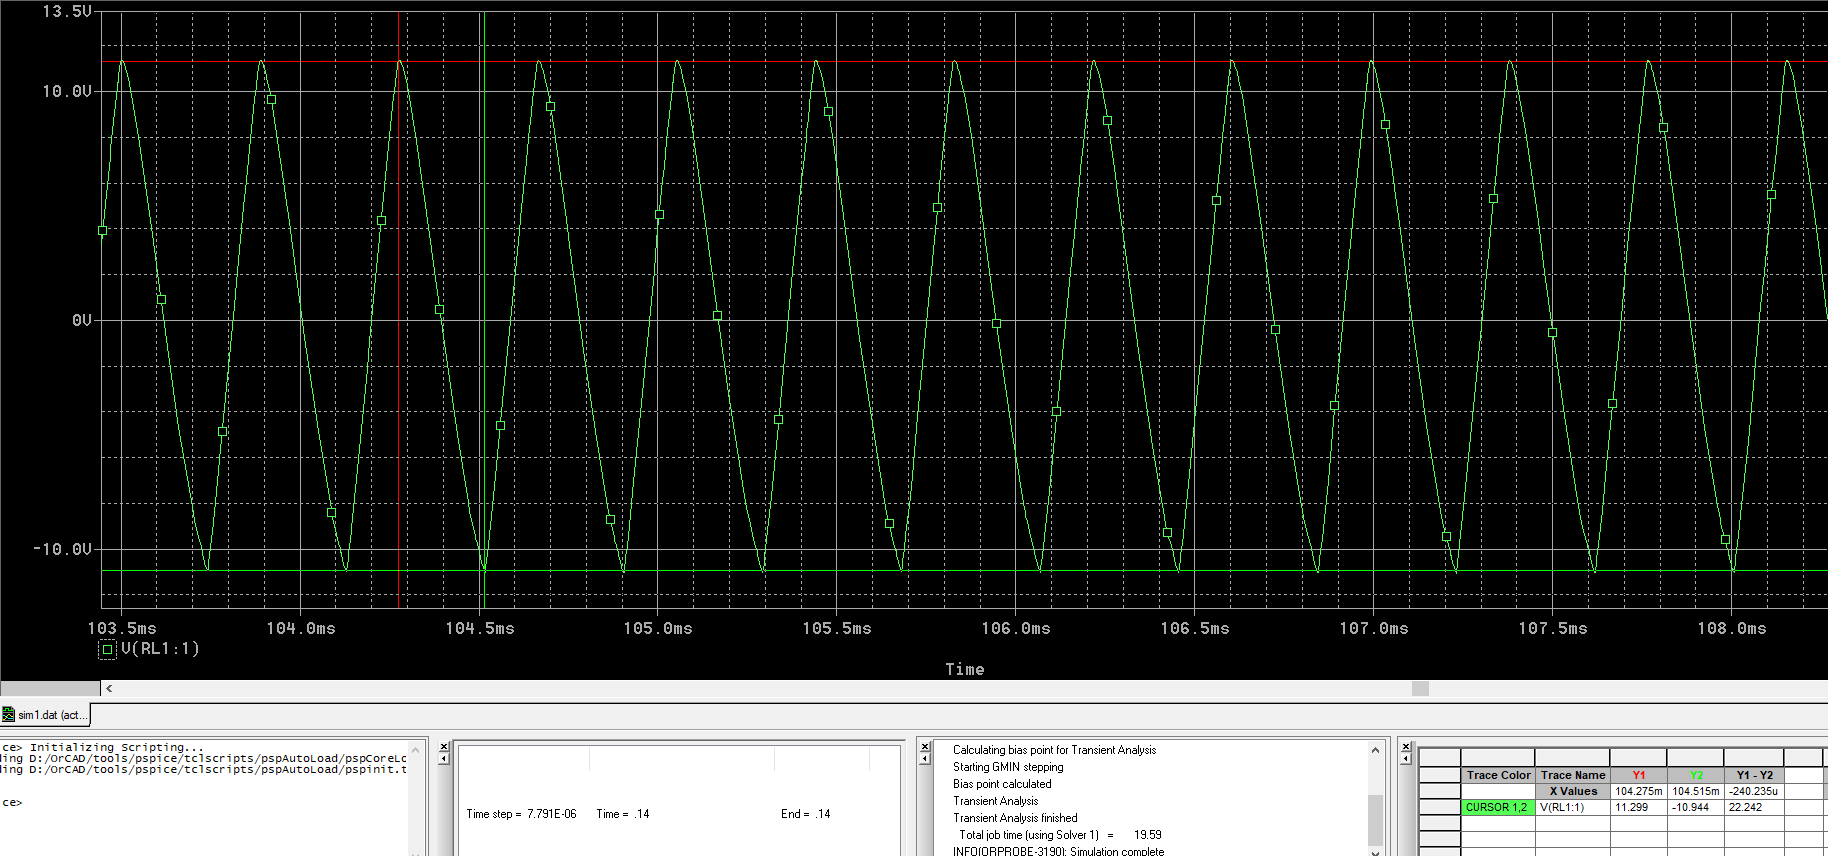 13.5V
10.0V
0V
-10.0V
103.5ms 104.0ms 104.5ms 105.0ms 105.5ms 106.0ms 106.5ms 107.0ms 107.5ms 108.0ms
V(RL1:1)
Time
sim1.dat (act...
ce> Initializing Scripting...
ing D:/OrCAD/tools/pspice/tclscripts/pspAutoLoad/pspCoreLo
ing D:/OrCAD/tools/pspice/tclscripts/pspAutoLoad/pspinit.t
ce>
Time step = 7.791E-06 Time = .14 End = .14
Calculating bias point for Transient Analysis
Starting GMIN stepping
Bias point calculated
Transient Analysis
Transient Analysis finished
Total job time (using Solver 1) = 19.59
INFO(ORPROBE-3190): Simulation complete
Trace Color Trace Name Y1 Y2 Y1 - Y2
X Values 104.275m 104.515m -240.235u
CURSOR 1,2 V(RL1:1) 11.299 -10.944 22.242